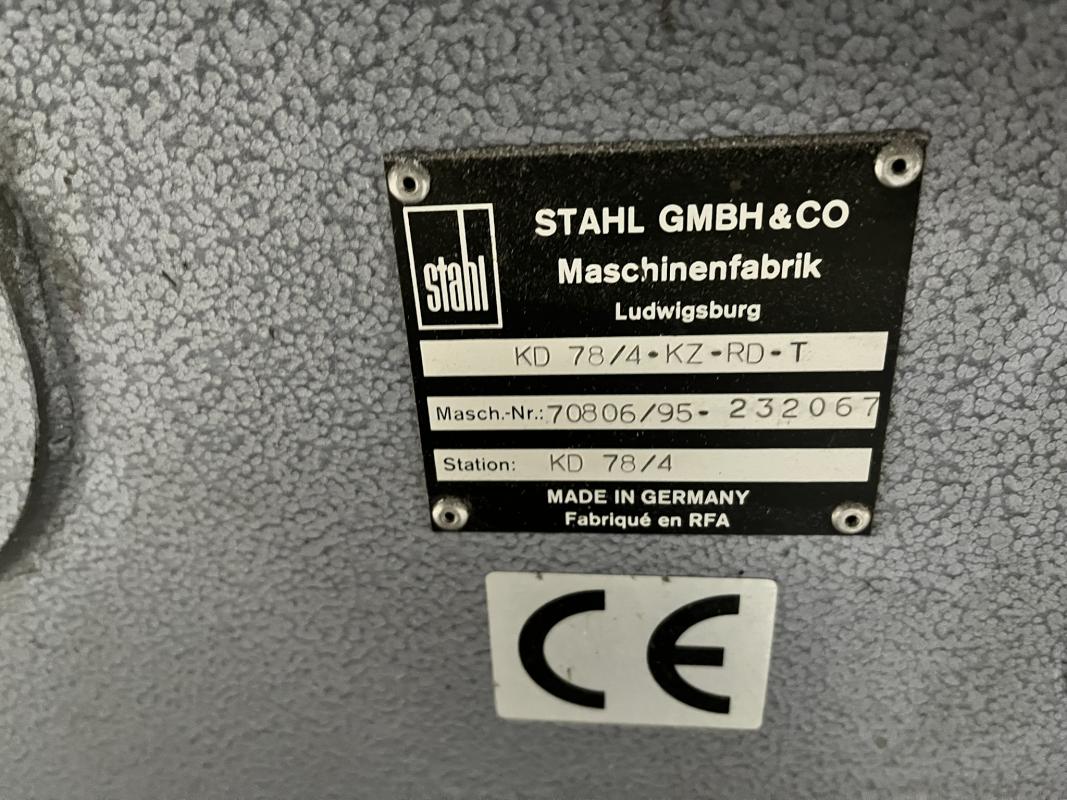 stahl
STAHL GMBH & CO
Maschinenfabrik
Ludwigsburg
KD 78/4-KZ-RD-T
Masch.-Nr.: 70806/95- 232067
Station: KD 78/4
MADE IN GERMANY
Fabriqué en RFA
CE